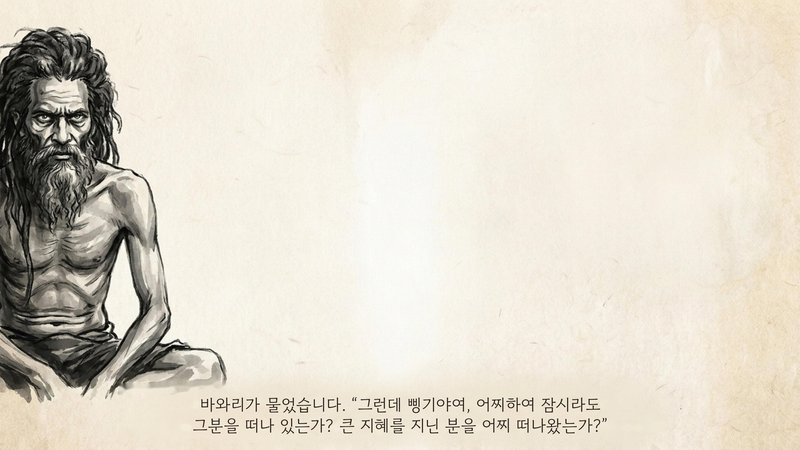 바와리가 물었습니다. “그런데 삥기야여, 어찌하여 잠시라도
그분을 떠나 있는가? 큰 지혜를 지닌 분을 어찌 떠나왔는가?”